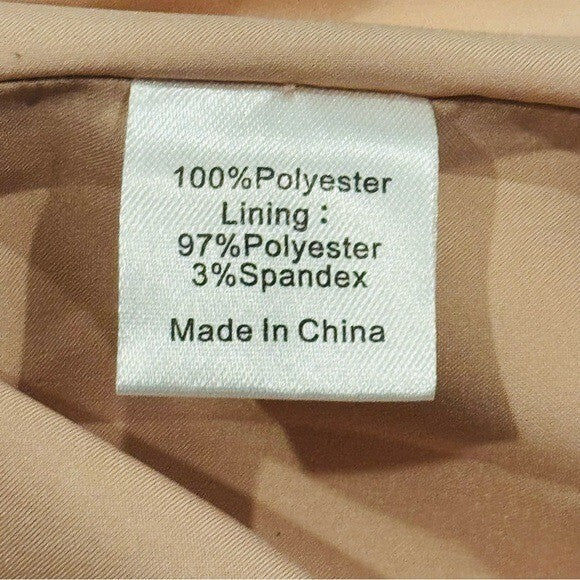 100%Polyester
Lining：
97%Polyester
3%Spandex
Made In China